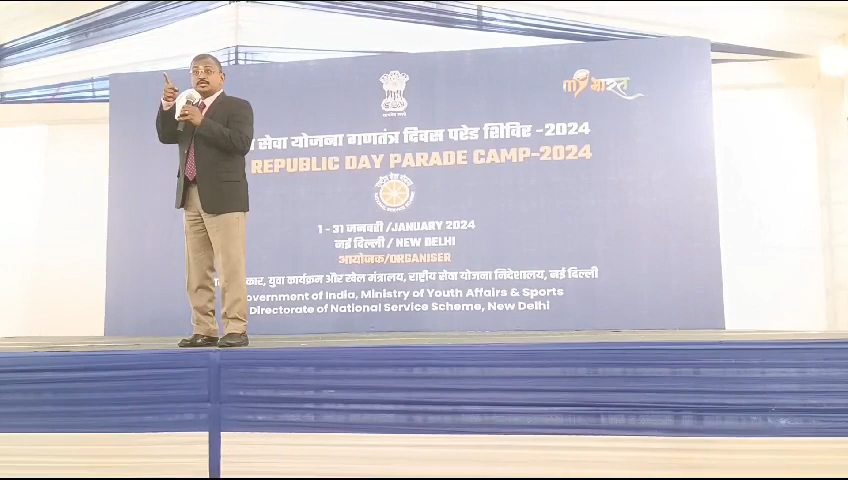 my भारत
सेवा योजना गणतंत्र दिवस परेड शिविर -2024
REPUBLIC DAY PARADE CAMP-2024
1 - 31 जनवरी /JANUARY 2024
नई दिल्ली / NEW DELHI
आयोजक/ORGANISER
युवा कार्यक्रम और खेल मंत्रालय, राष्ट्रीय सेवा योजना निदेशालय, नई दिल्ली
overnment of India, Ministry of Youth Affairs & Sports
Directorate of National Service Scheme, New Delhi